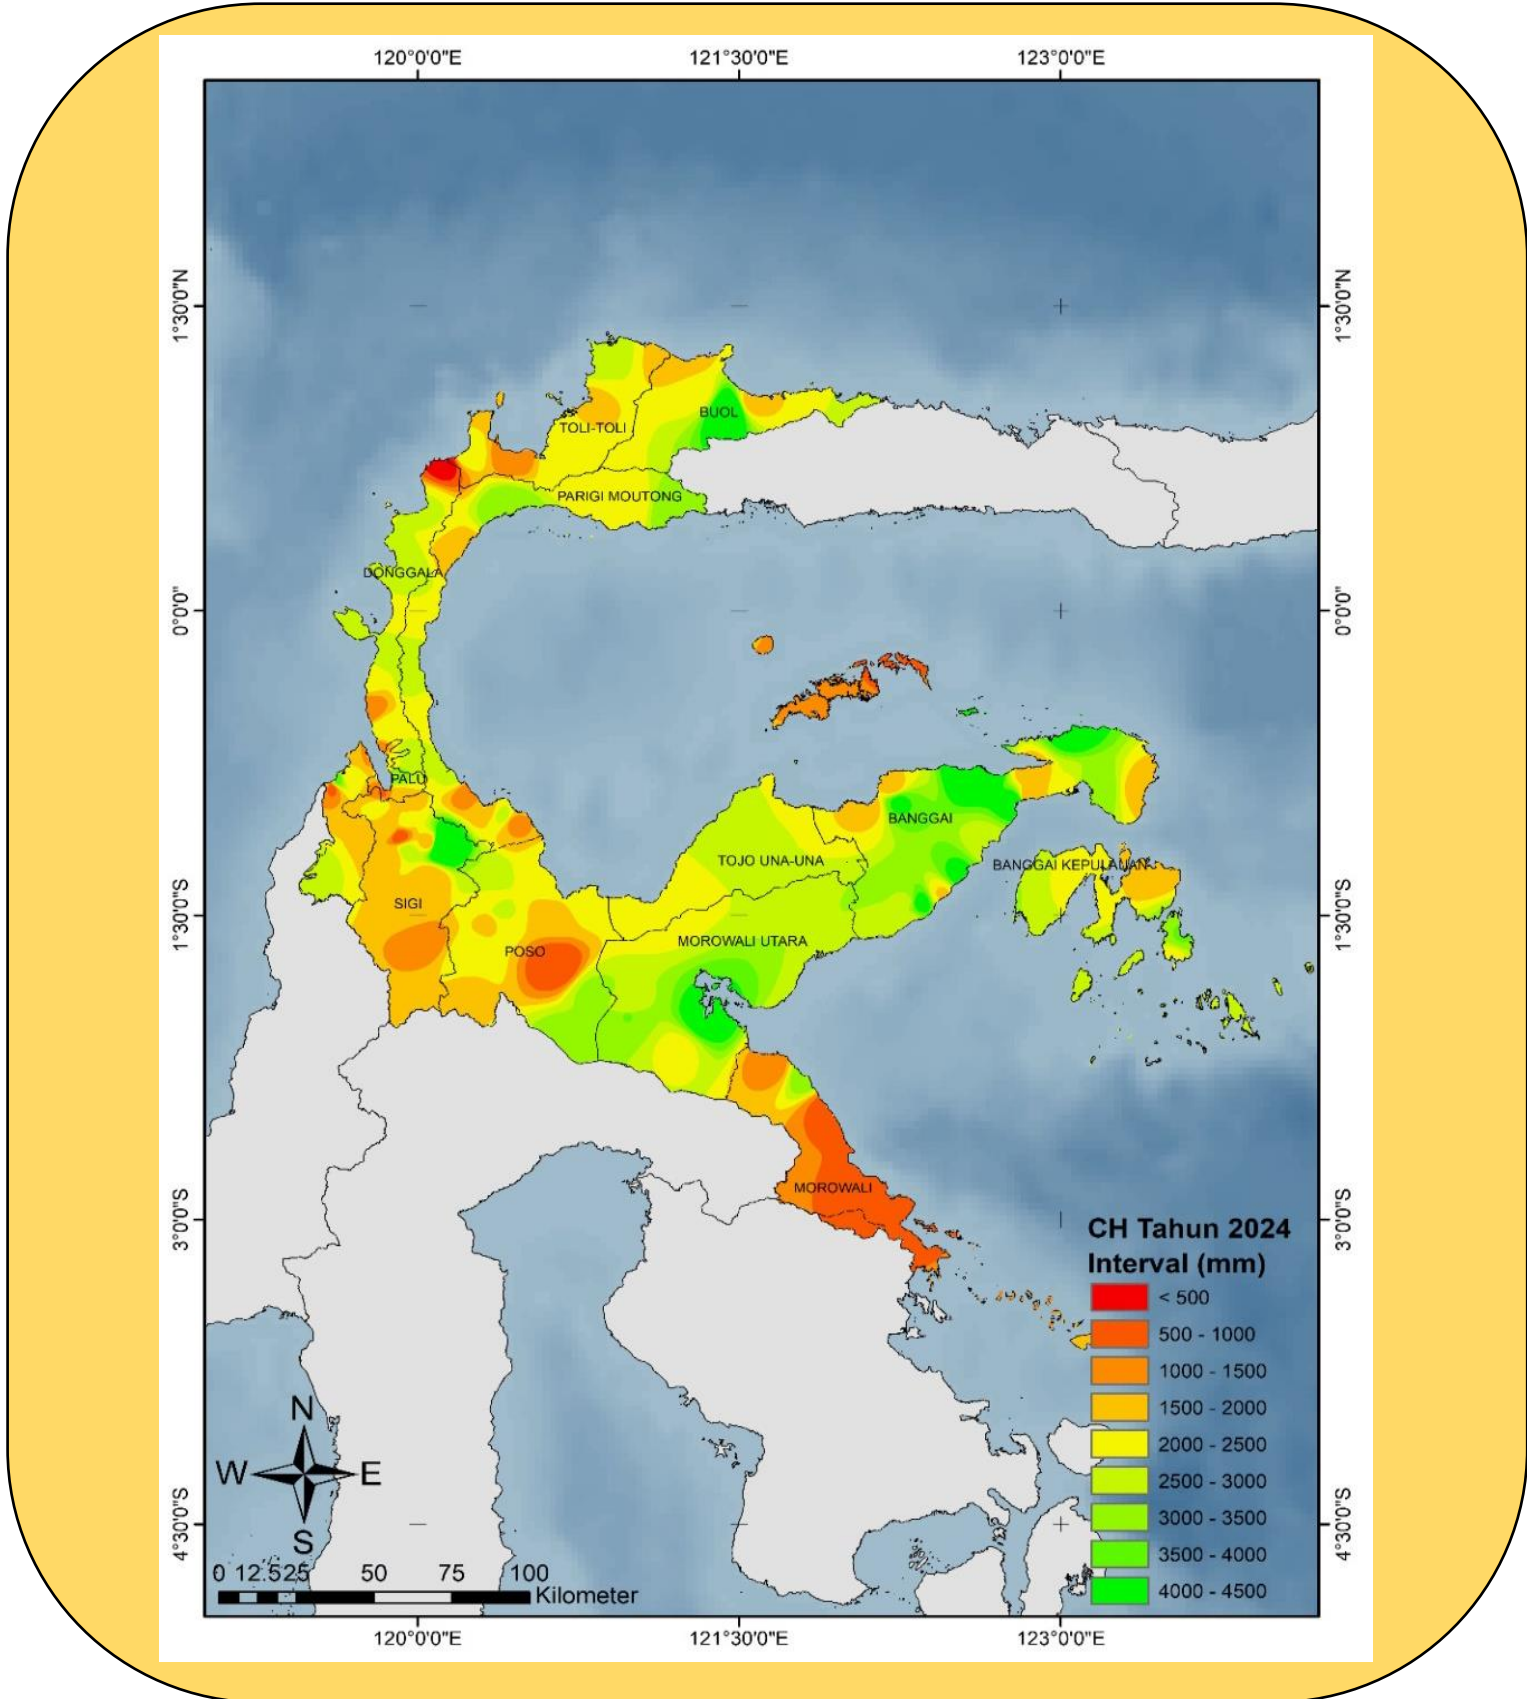 120°0'0"E 121°30'0"E 123°0'0"E
1°30'0"N 1°30'0"N
BUOL
TOLI-TOLI
PARIGI MOUTONG
DONGGALA
0°0'0" 0°0'0"
PALU
BANGGAI
TOJO UNA-UNA
BANGGAI KEPULAUAN
SIGI
1°30'0"S 1°30'0"S
MOROWALI UTARA
POSO
MOROWALI
3°0'0"S 3°0'0"S
CH Tahun 2024
Interval (mm)
< 500
500 - 1000
1000 - 1500
1500 - 2000
2000 - 2500
2500 - 3000
3000 - 3500
3500 - 4000
4000 - 4500
N
W E
S
4°30'0"S 4°30'0"S
0 12.525 50 75 100
Kilometer
120°0'0"E 121°30'0"E 123°0'0"E